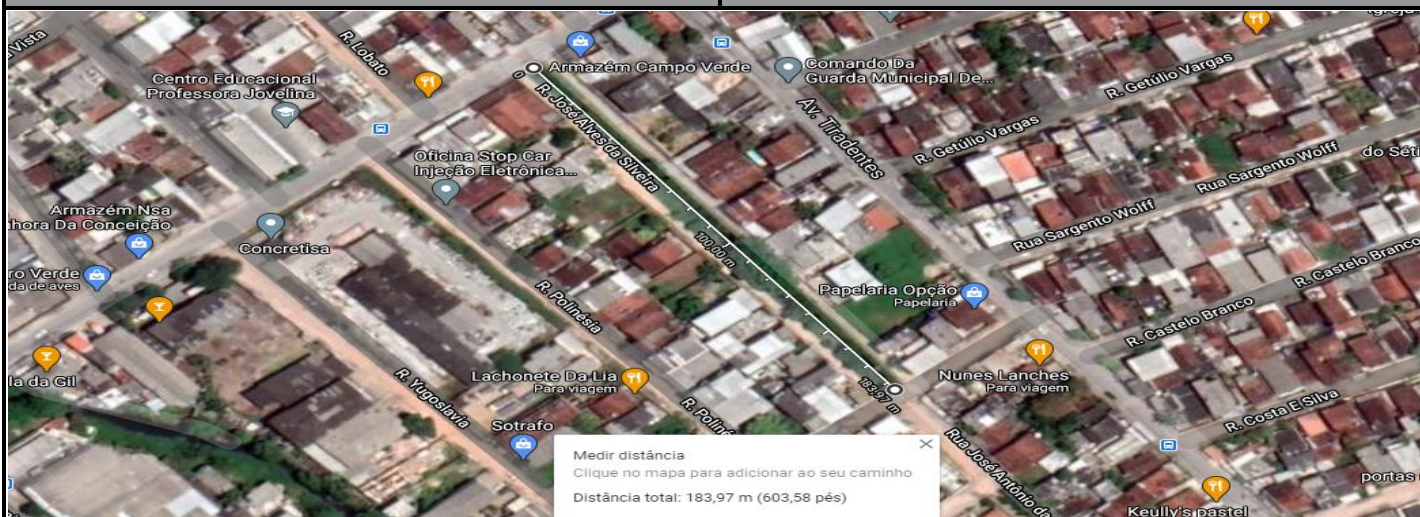 Vista
R. Lobato
Armazém Campo Verde
Comando Da
Guarda Municipal De...
Centro Educacional
Professora Jovelina
R. Getúlio Vargas
R. Getúlio Vargas
Av. Tiradentes
0
R. José Alves da Silveira
Oficina Stop Car
Injeção Eletrônica...
do Séti
Rua Sargento Wolff
Rua Sargento Wolff
Armazém Nsa
hora Da Conceição
Concretisa
100,00 m
R. Castelo Branco
R. Castelo Branco
ro Verde
da de aves
R. Polinésia
Papelaria Opção
Papelaria
la da Gil
R. Yugoslavia
Lachonete Da Lia
Para viagem
183,97 m
Nunes Lanches
Para viagem
R. Poliné
R. Costa E Silva
Sotrafo
Rua José Antônio da
portas
Keully's pastel
Medir distância
Clique no mapa para adicionar ao seu caminho
Distância total: 183,97 m (603,58 pés)